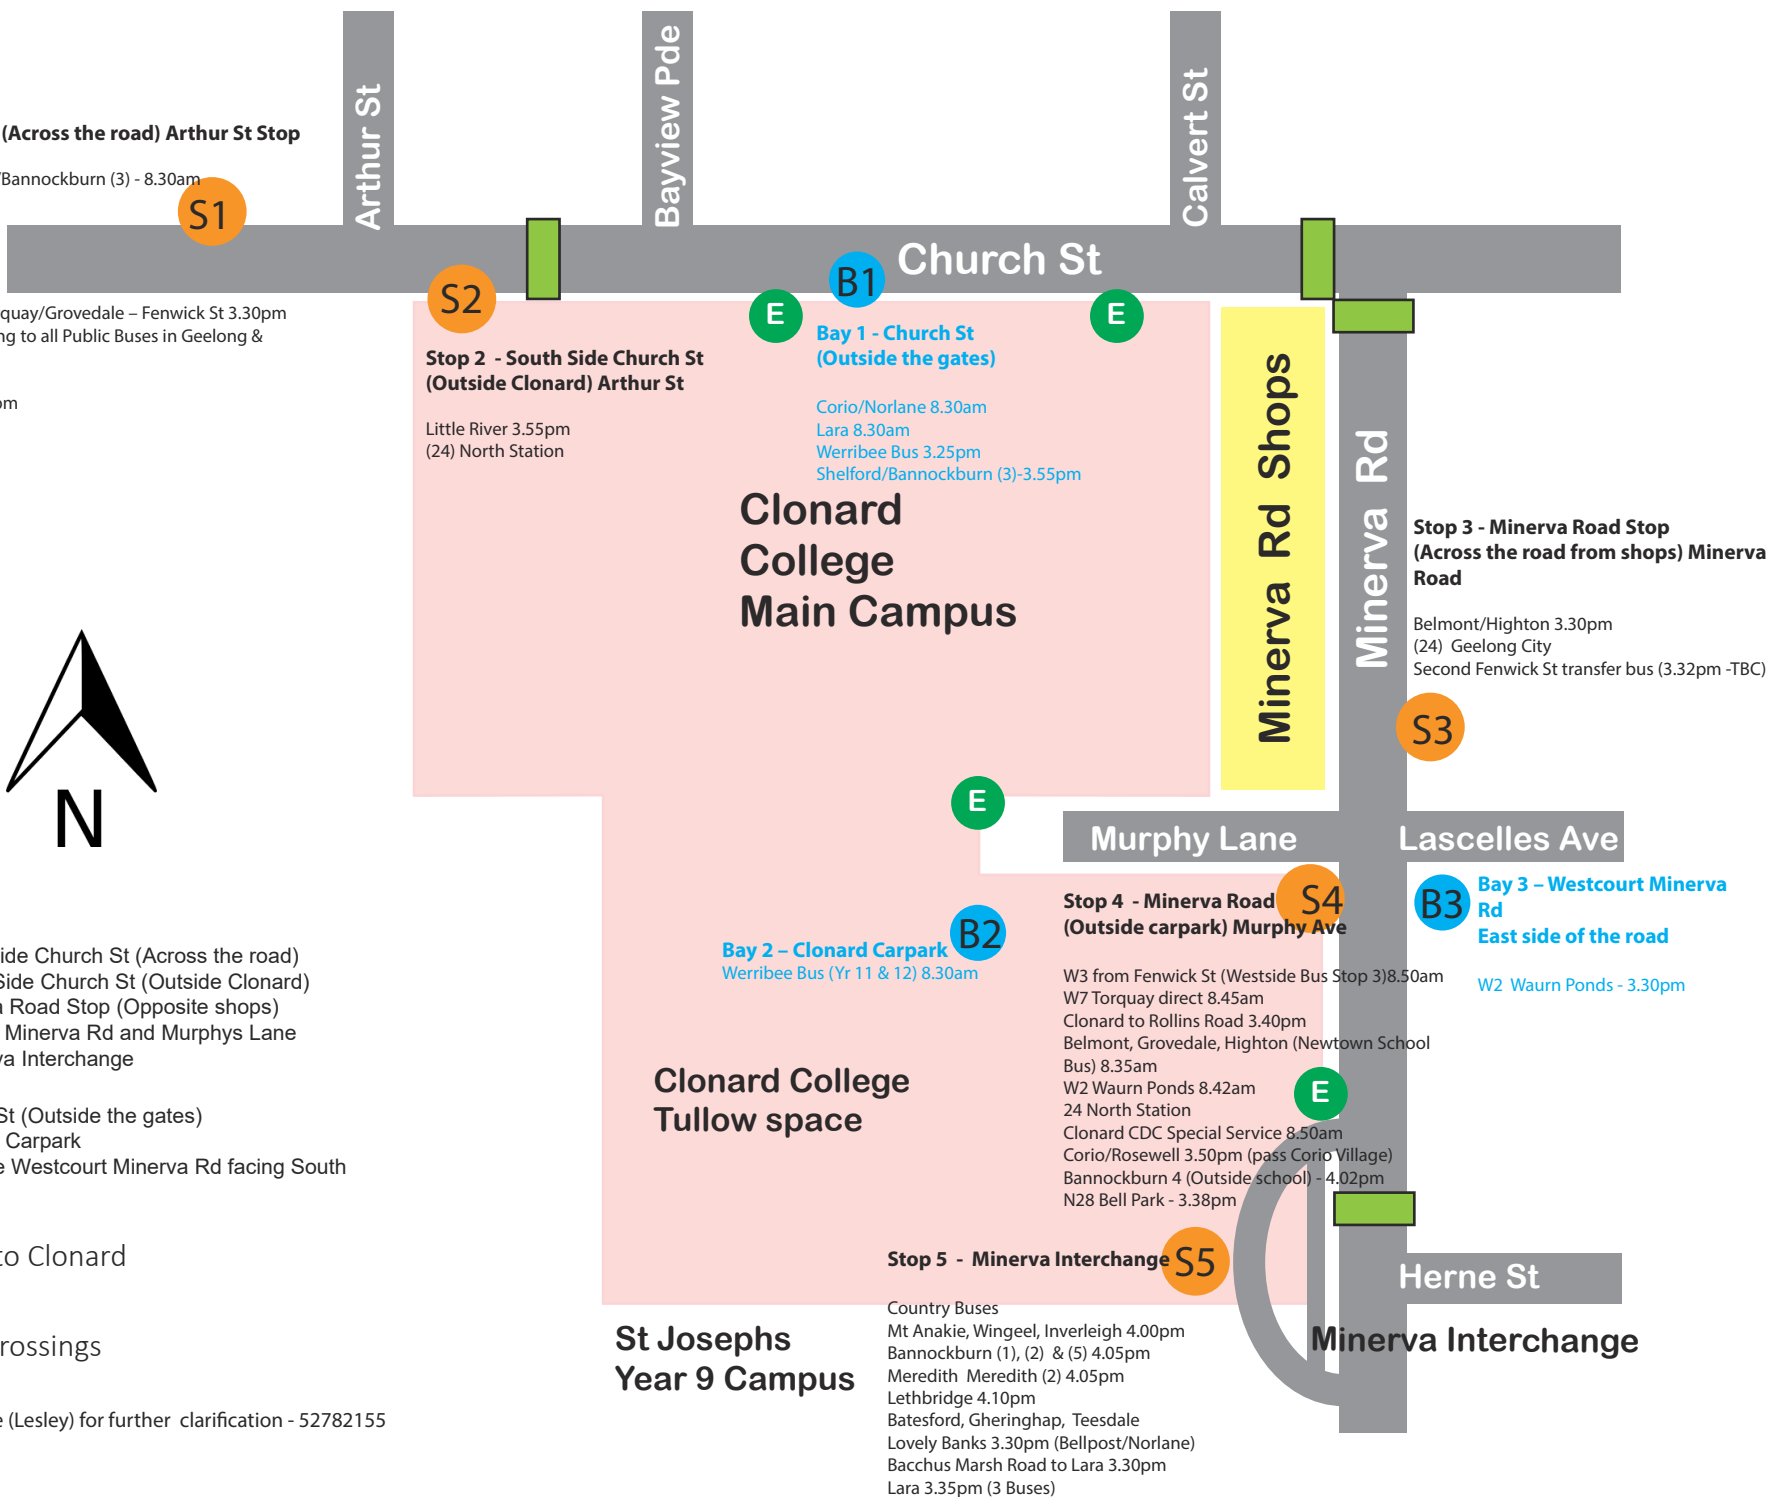 Arthur St
Bayview Pde
Calvert St
(Across the road) Arthur St Stop
/Bannockburn (3) - 8.30am
S1
Church St
S2
B1
E
E
quay/Grovedale – Fenwick St 3.30pm
ng to all Public Buses in Geelong &
pm
Stop 2 - South Side Church St
(Outside Clonard) Arthur St
Little River 3.55pm
(24) North Station
Bay 1 - Church St
(Outside the gates)
Corio/Norlane 8.30am
Lara 8.30am
Werribee Bus 3.25pm
Shelford/Bannockburn (3)-3.55pm
Clonard
College
Main Campus
Minerva Rd Shops
Minerva Rd
Stop 3 - Minerva Road Stop
(Across the road from shops) Minerva
Road
Belmont/Highton 3.30pm
(24) Geelong City
Second Fenwick St transfer bus (3.32pm -TBC)
S3
N
E
Murphy Lane
Lascelles Ave
Stop 4 - Minerva Road
(Outside carpark) Murphy Ave
S4
W3 from Fenwick St (Westside Bus Stop 3)8.50am
W7 Torquay direct 8.45am
Clonard to Rollins Road 3.40pm
Belmont, Grovedale, Highton (Newtown School
Bus) 8.35am
W2 Waurn Ponds 8.42am
24 North Station
Clonard CDC Special Service 8.50am
Corio/Rosewell 3.50pm (pass Corio Village)
Bannockburn 4 (Outside school) - 4.02pm
N28 Bell Park - 3.38pm
B3
Bay 3 – Westcourt Minerva
Rd
East side of the road
W2 Waurn Ponds - 3.30pm
B2
Bay 2 – Clonard Carpark
Werribee Bus (Yr 11 & 12) 8.30am
E
Clonard College
Tullow space
ide Church St (Across the road)
Side Church St (Outside Clonard)
a Road Stop (Opposite shops)
Minerva Rd and Murphys Lane
va Interchange
St (Outside the gates)
Carpark
e Westcourt Minerva Rd facing South
to Clonard
rossings
e (Lesley) for further clarification - 52782155
Stop 5 - Minerva Interchange
S5
Country Buses
Mt Anakie, Wingeel, Inverleigh 4.00pm
Bannockburn (1), (2) & (5) 4.05pm
Meredith Meredith (2) 4.05pm
Lethbridge 4.10pm
Batesford, Gheringhap, Teesdale
Lovely Banks 3.30pm (Bellpost/Norlane)
Bacchus Marsh Road to Lara 3.30pm
Lara 3.35pm (3 Buses)
Herne St
Minerva Interchange
St Josephs
Year 9 Campus